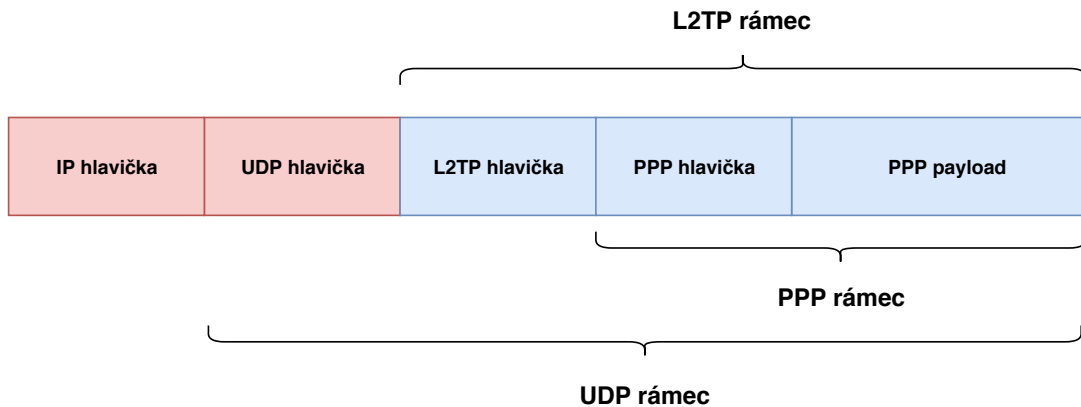 L2TP rámec
IP hlavička
UDP hlavička
L2TP hlavička
PPP hlavička
PPP payload
PPP rámec
UDP rámec